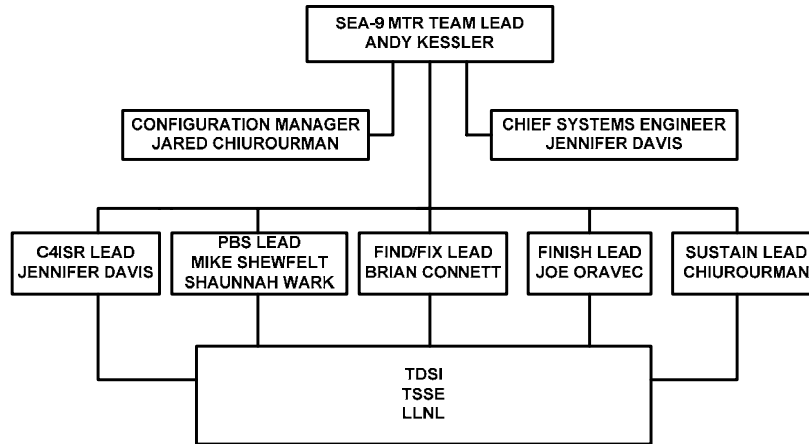 SEA-9 MTR TEAM LEAD
ANDY KESSLER
CONFIGURATION MANAGER
JARED CHIUROURMAN
CHIEF SYSTEMS ENGINEER
JENNIFER DAVIS
C4ISR LEAD
JENNIFER DAVIS
PBS LEAD
MIKE SHEWFELT
SHAUNNAH WARK
FIND/FIX LEAD
BRIAN CONNETT
FINISH LEAD
JOE ORAVEC
SUSTAIN LEAD
CHIUROURMAN
TDSI
TSSE
LLNL